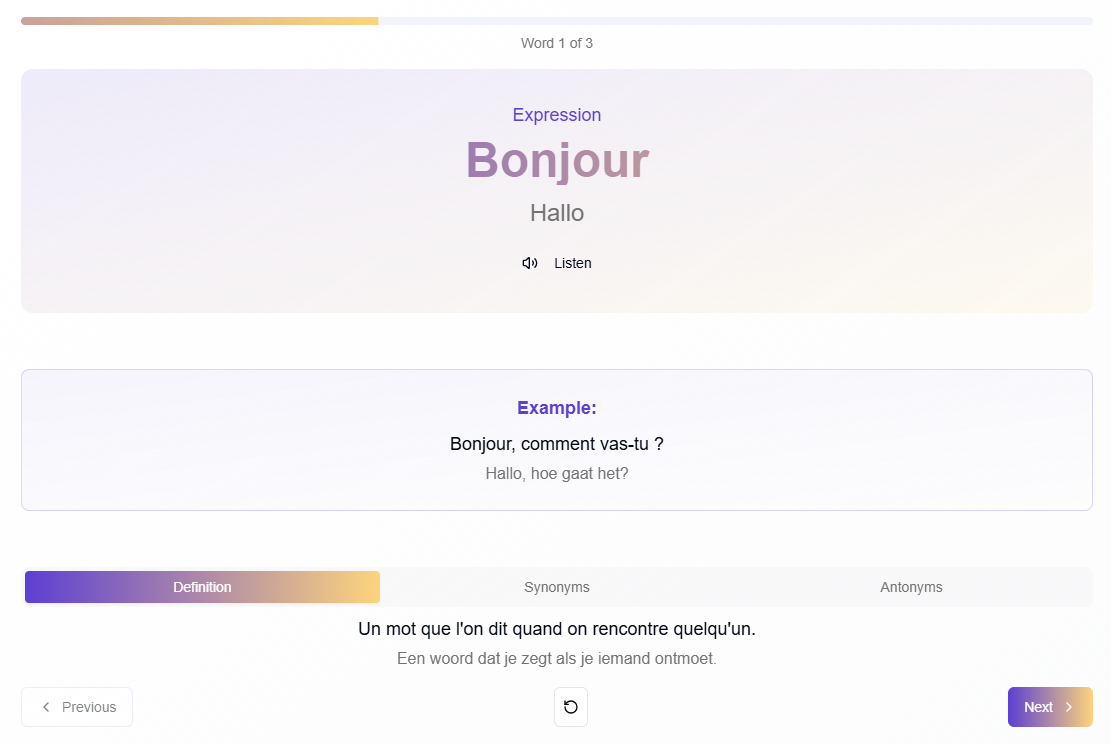 Word 1 of 3
Expression
Bonjour
Hallo
Listen
Example:
Bonjour, comment vas-tu ?
Hallo, hoe gaat het?
Definition
Synonyms
Antonyms
Un mot que l'on dit quand on rencontre quelqu'un.
Een woord dat je zegt als je iemand ontmoet.
Previous
Next